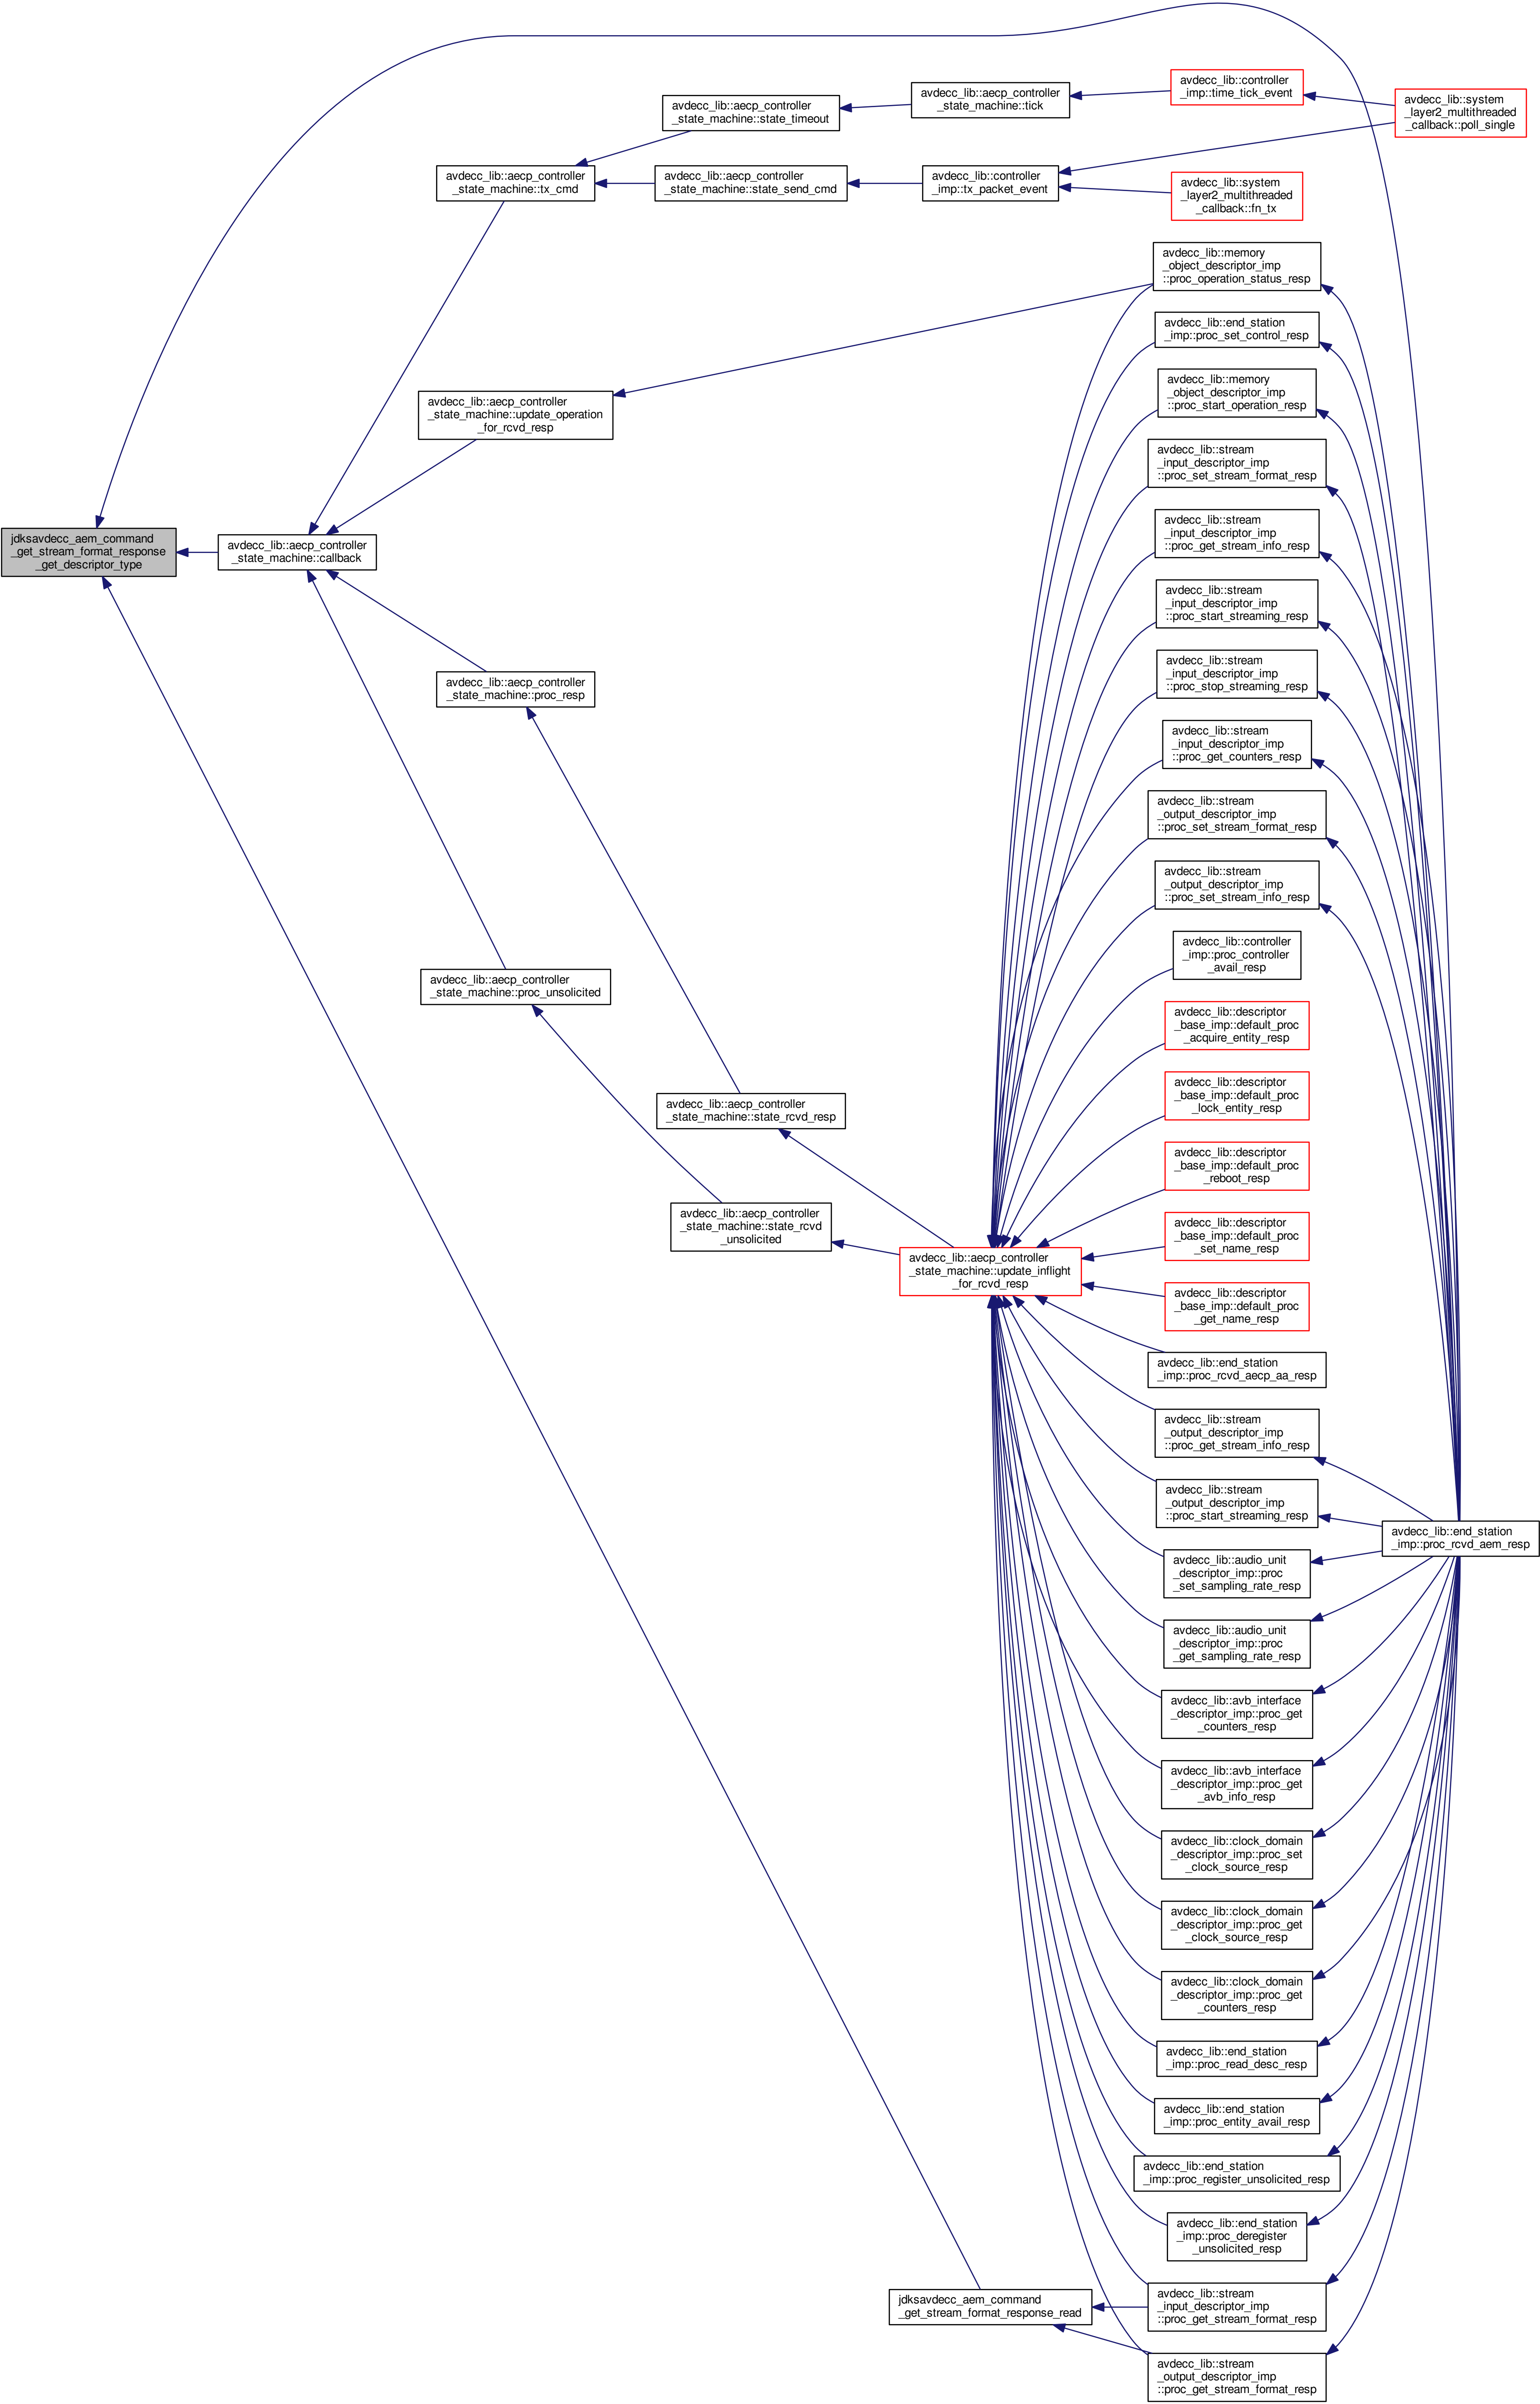 jdksavdecc_aem_command
_get_stream_format_response
_get_descriptor_type
avdecc_lib::aecp_controller
_state_machine::callback
avdecc_lib::aecp_controller
_state_machine::tx_cmd
avdecc_lib::aecp_controller
_state_machine::state_timeout
avdecc_lib::aecp_controller
_state_machine::tick
avdecc_lib::controller
_imp::time_tick_event
avdecc_lib::system
_layer2_multithreaded
_callback::poll_single
avdecc_lib::aecp_controller
_state_machine::state_send_cmd
avdecc_lib::controller
_imp::tx_packet_event
avdecc_lib::system
_layer2_multithreaded
_callback::fn_tx
avdecc_lib::aecp_controller
_state_machine::update_operation
_for_rcvd_resp
avdecc_lib::aecp_controller
_state_machine::proc_resp
avdecc_lib::aecp_controller
_state_machine::proc_unsolicited
avdecc_lib::aecp_controller
_state_machine::state_rcvd_resp
avdecc_lib::aecp_controller
_state_machine::state_rcvd
_unsolicited
avdecc_lib::aecp_controller
_state_machine::update_inflight
_for_rcvd_resp
avdecc_lib::memory
_object_descriptor_imp
::proc_operation_status_resp
avdecc_lib::end_station
_imp::proc_set_control_resp
avdecc_lib::memory
_object_descriptor_imp
::proc_start_operation_resp
avdecc_lib::stream
_input_descriptor_imp
::proc_set_stream_format_resp
avdecc_lib::stream
_input_descriptor_imp
::proc_get_stream_info_resp
avdecc_lib::stream
_input_descriptor_imp
::proc_start_streaming_resp
avdecc_lib::stream
_input_descriptor_imp
::proc_stop_streaming_resp
avdecc_lib::stream
_input_descriptor_imp
::proc_get_counters_resp
avdecc_lib::stream
_output_descriptor_imp
::proc_set_stream_format_resp
avdecc_lib::stream
_output_descriptor_imp
::proc_set_stream_info_resp
avdecc_lib::controller
_imp::proc_controller
_avail_resp
avdecc_lib::descriptor
_base_imp::default_proc
_acquire_entity_resp
avdecc_lib::descriptor
_base_imp::default_proc
_lock_entity_resp
avdecc_lib::descriptor
_base_imp::default_proc
_reboot_resp
avdecc_lib::descriptor
_base_imp::default_proc
_set_name_resp
avdecc_lib::descriptor
_base_imp::default_proc
_get_name_resp
avdecc_lib::end_station
_imp::proc_rcvd_aecp_aa_resp
avdecc_lib::stream
_output_descriptor_imp
::proc_get_stream_info_resp
avdecc_lib::stream
_output_descriptor_imp
::proc_start_streaming_resp
avdecc_lib::end_station
_imp::proc_rcvd_aem_resp
avdecc_lib::audio_unit
_descriptor_imp::proc
_set_sampling_rate_resp
avdecc_lib::audio_unit
_descriptor_imp::proc
_get_sampling_rate_resp
avdecc_lib::avb_interface
_descriptor_imp::proc_get
_counters_resp
avdecc_lib::avb_interface
_descriptor_imp::proc_get
_avb_info_resp
avdecc_lib::clock_domain
_descriptor_imp::proc_set
_clock_source_resp
avdecc_lib::clock_domain
_descriptor_imp::proc_get
_clock_source_resp
avdecc_lib::clock_domain
_descriptor_imp::proc_get
_counters_resp
avdecc_lib::end_station
_imp::proc_read_desc_resp
avdecc_lib::end_station
_imp::proc_entity_avail_resp
avdecc_lib::end_station
_imp::proc_register_unsolicited_resp
avdecc_lib::end_station
_imp::proc_deregister
_unsolicited_resp
jdksavdecc_aem_command
_get_stream_format_response_read
avdecc_lib::stream
_input_descriptor_imp
::proc_get_stream_format_resp
avdecc_lib::stream
_output_descriptor_imp
::proc_get_stream_format_resp